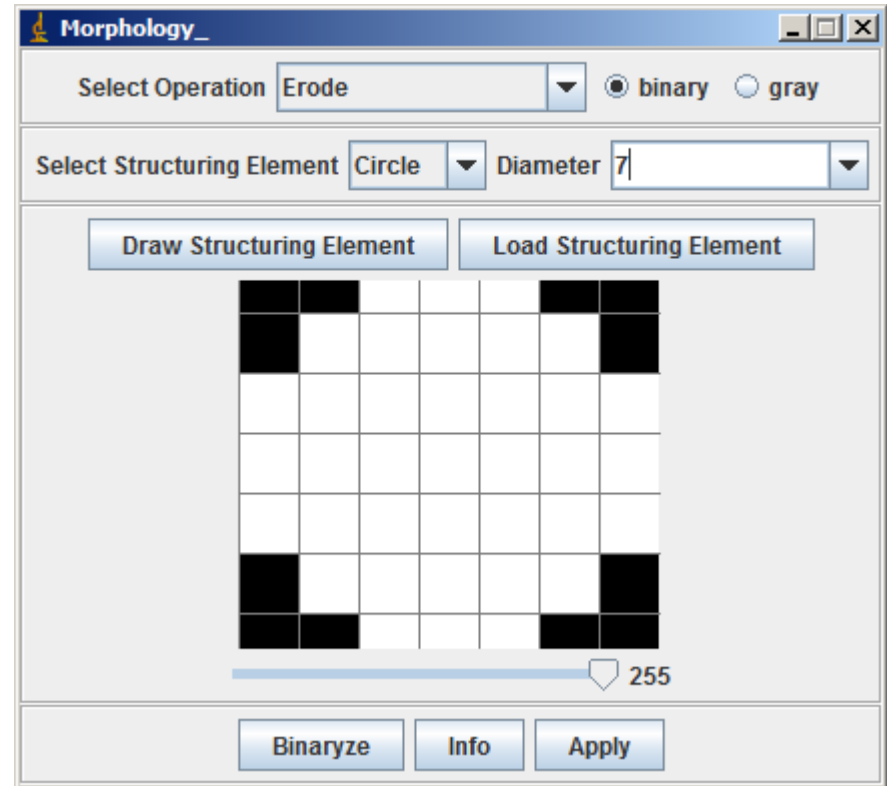 Morphology_
Select Operation Erode binary gray
Select Structuring Element Circle Diameter 7
Draw Structuring Element Load Structuring Element
255
Binaryze Info Apply